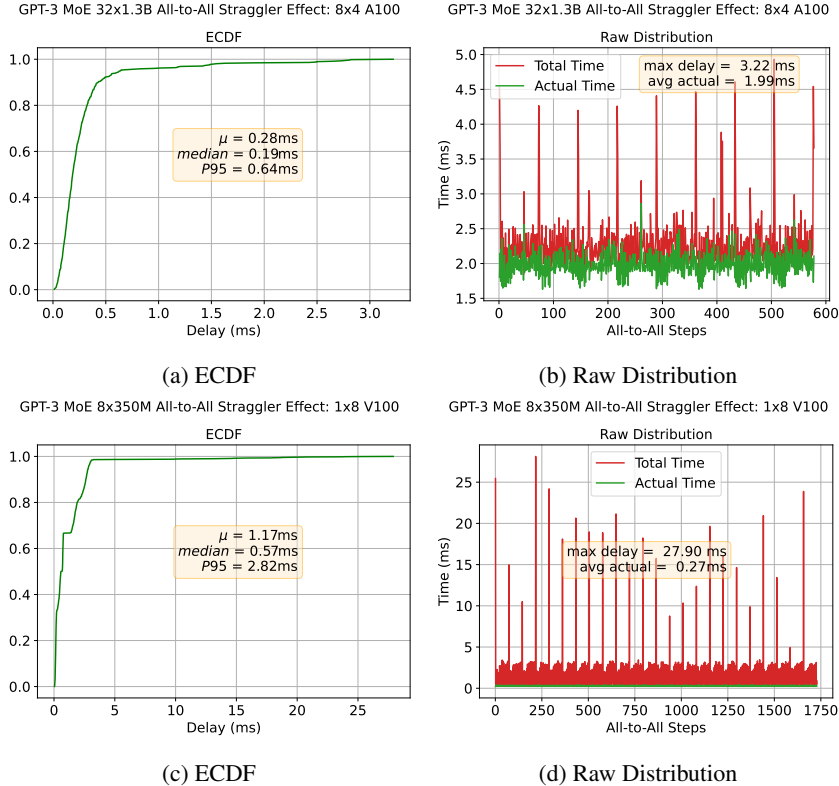 GPT-3 MoE 32x1.3B All-to-All Straggler Effect: 8x4 A100
ECDF
1.0
0.8
0.6
0.4
0.2
0.0
μ = 0.28ms
median = 0.19ms
P95 = 0.64ms
0.0 0.5 1.0 1.5 2.0 2.5 3.0
Delay (ms)
(a) ECDF
GPT-3 MoE 32x1.3B All-to-All Straggler Effect: 8x4 A100
Raw Distribution
Time (ms)
5.0
4.5
4.0
3.5
3.0
2.5
2.0
1.5
Total Time
Actual Time
max delay = 3.22 ms
avg actual = 1.99ms
0 100 200 300 400 500 600
All-to-All Steps
(b) Raw Distribution
GPT-3 MoE 8x350M All-to-All Straggler Effect: 1x8 V100
ECDF
1.0
0.8
0.6
0.4
0.2
0.0
μ = 1.17ms
median = 0.57ms
P95 = 2.82ms
0 5 10 15 20 25
Delay (ms)
(c) ECDF
GPT-3 MoE 8x350M All-to-All Straggler Effect: 1x8 V100
Raw Distribution
Time (ms)
25
20
15
10
5
0
Total Time
Actual Time
max delay = 27.90 ms
avg actual = 0.27ms
0 250 500 750 1000 1250 1500 1750
All-to-All Steps
(d) Raw Distribution